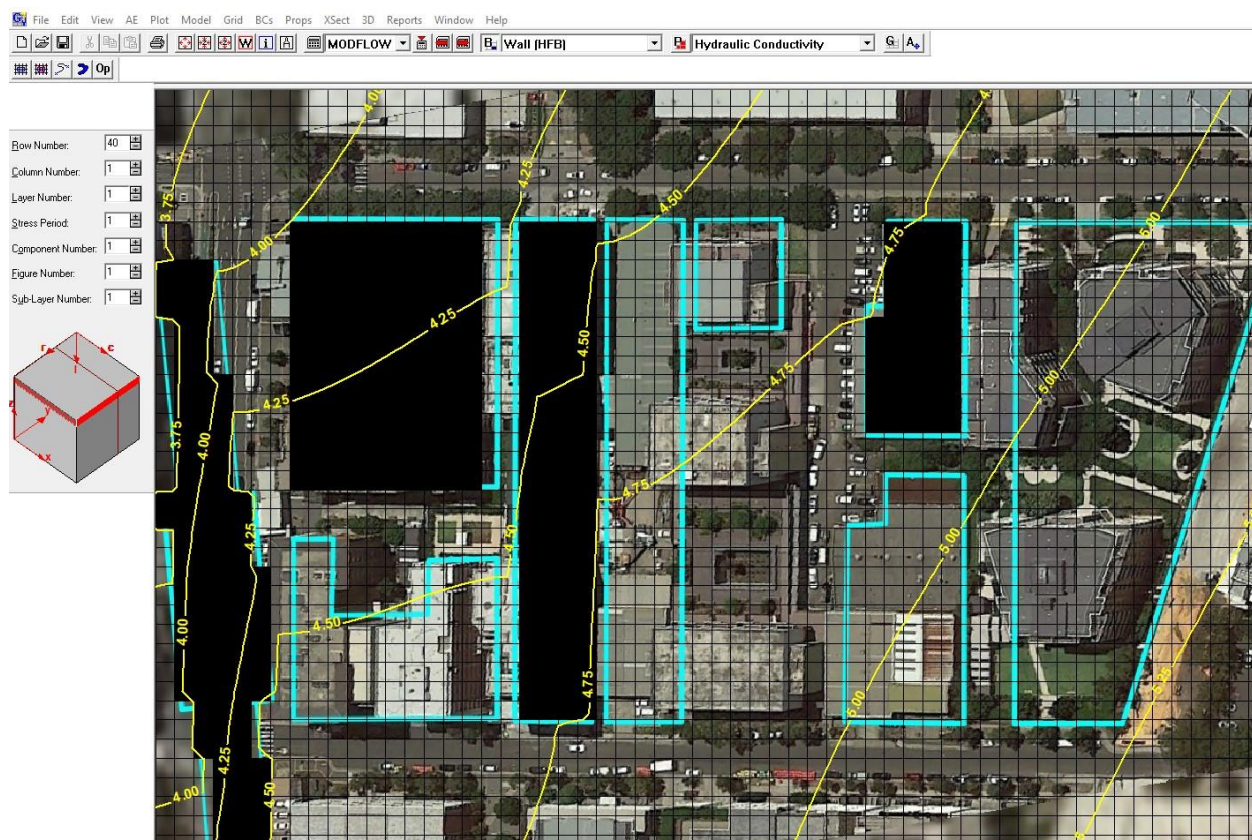 File Edit View AE Plot Model Grid BCs Props XSect 3D Reports Window Help
W i A MODFLOW B Wall (HFB) Hydraulic Conductivity G A
Op
Row Number: 40
Column Number: 1
Layer Number: 1
Stress Period: 1
Component Number: 1
Figure Number: 1
Sub-Layer Number: 1
r c
y
z
x
4.00
3.75
4.00
4.25
4.50
4.75
5.00
4.25
4.50
4.75
4.25
5.00
3.75
4.00
4.75
4.25
4.50
5.00
4.00
4.50
4.75
5.00
5.25
4.25
4.00
4.50